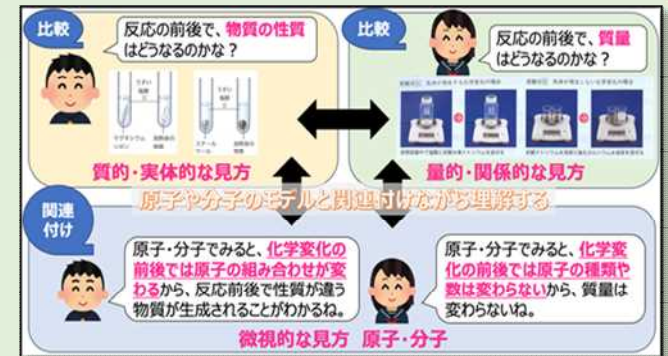 比較
反応の前後で、物質の性質
はどうなるのかな？
質的・実体的な見方
比較
反応の前後で、質量
はどうなるのかな？
量的・関係的な見方
原子や分子のモデルと関連付けながら理解する
関連
付け
原子・分子でみると、化学変化の
前後では原子の組み合わせが変
わるから、反応前後で性質が違う
物質が生成されることがわかるね。
原子・分子でみると、化学変
化の前後では原子の種類や
数は変わらないから、質量は
変わらないね。
微視的な見方 原子・分子